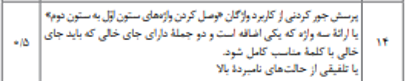 پرسش جور کردنی از کاربرد واژگان «وصل کردن واژه‌های ستون اوّل به ستون دوم»
یا ارائهٔ سه واژه که یکی اضافه است و دو جملهٔ دارای جای خالی که باید جای
خالی با کلمهٔ مناسب کامل شود.
یا تلفیقی از حالت‌های نامبردهٔ بالا
۱۴
۰/۵